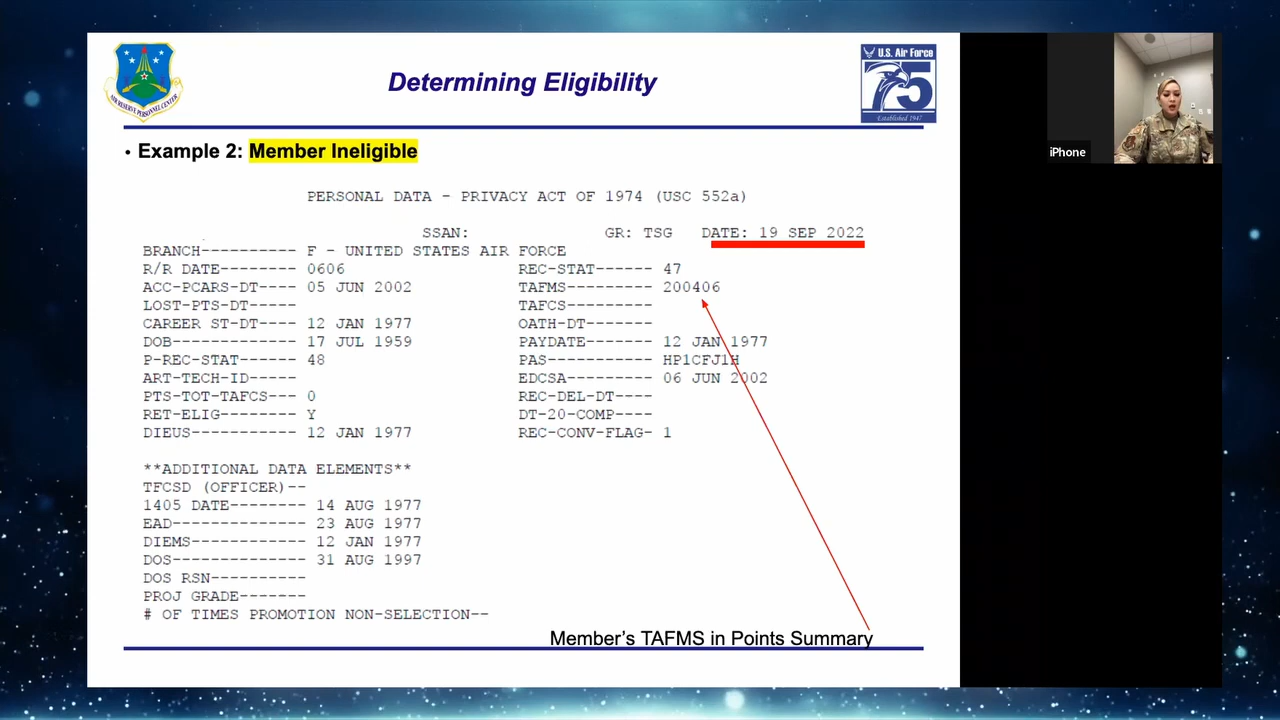 U.S. Air Force
75
Established 1947
AIR RESERVE PERSONNEL CENTER
Determining Eligibility
• Example 2: Member Ineligible
PERSONAL DATA - PRIVACY ACT OF 1974 (USC 552a)
SSAN: GR: TSG DATE: 19 SEP 2022
BRANCH---------- F - UNITED STATES AIR FORCE
R/R DATE-------- 0606 REC-STAT------ 47
ACC-PCARS-DT---- 05 JUN 2002 TAFMS--------- 200406
LOST-PTS-DT----- TAFCS---------
CAREER ST-DT---- 12 JAN 1977 OATH-DT-------
DOB------------- 17 JUL 1959 PAYDATE------- 12 JAN 1977
P-REC-STAT------ 48 PAS----------- HP1CFJ1H
ART-TECH-ID----- EDCSA--------- 06 JUN 2002
PTS-TOT-TAFCS--- 0 REC-DEL-DT----
RET-ELIG-------- Y DT-20-COMP----
DIEUS----------- 12 JAN 1977 REC-CONV-FLAG- 1
**ADDITIONAL DATA ELEMENTS**
TFCSD (OFFICER)--
1405 DATE-------- 14 AUG 1977
EAD-------------- 23 AUG 1977
DIEMS------------ 12 JAN 1977
DOS-------------- 31 AUG 1997
DOS RSN----------
PROJ GRADE-------
# OF TIMES PROMOTION NON-SELECTION--
Member's TAFMS in Points Summary
iPhone